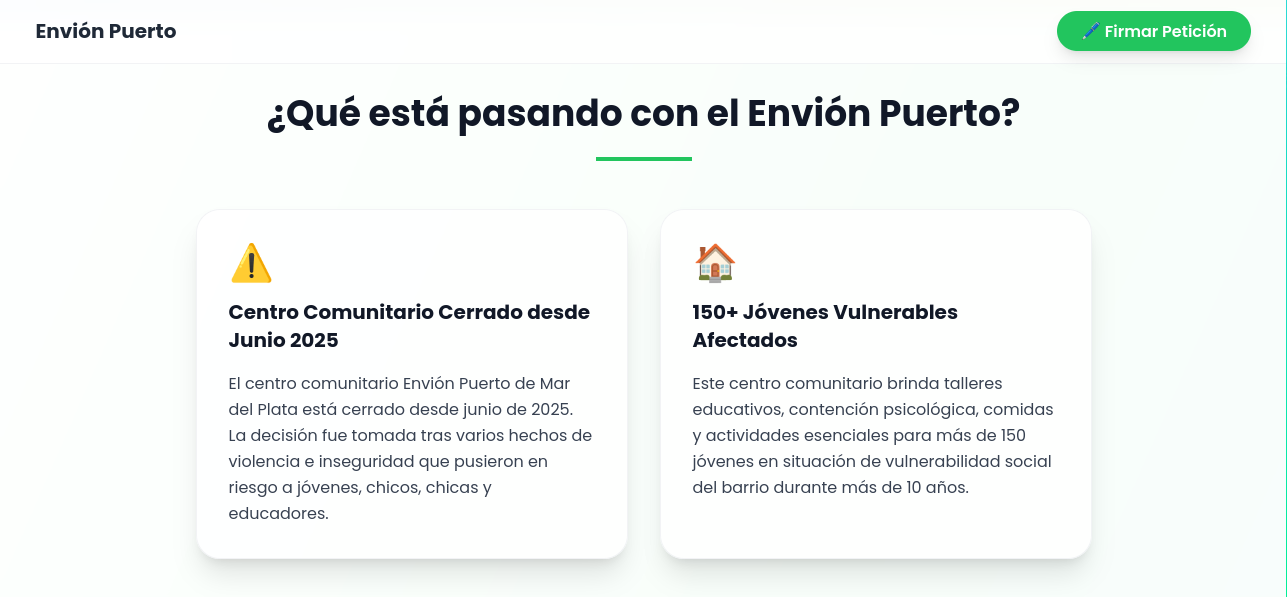 Envión Puerto
Firmar Petición
¿Qué está pasando con el Envión Puerto?
Centro Comunitario Cerrado desde
Junio 2025
El centro comunitario Envión Puerto de Mar
del Plata está cerrado desde junio de 2025.
La decisión fue tomada tras varios hechos de
violencia e inseguridad que pusieron en
riesgo a jóvenes, chicos, chicas y
educadores.
150+ Jóvenes Vulnerables
Afectados
Este centro comunitario brinda talleres
educativos, contención psicológica, comidas
y actividades esenciales para más de 150
jóvenes en situación de vulnerabilidad social
del barrio durante más de 10 años.